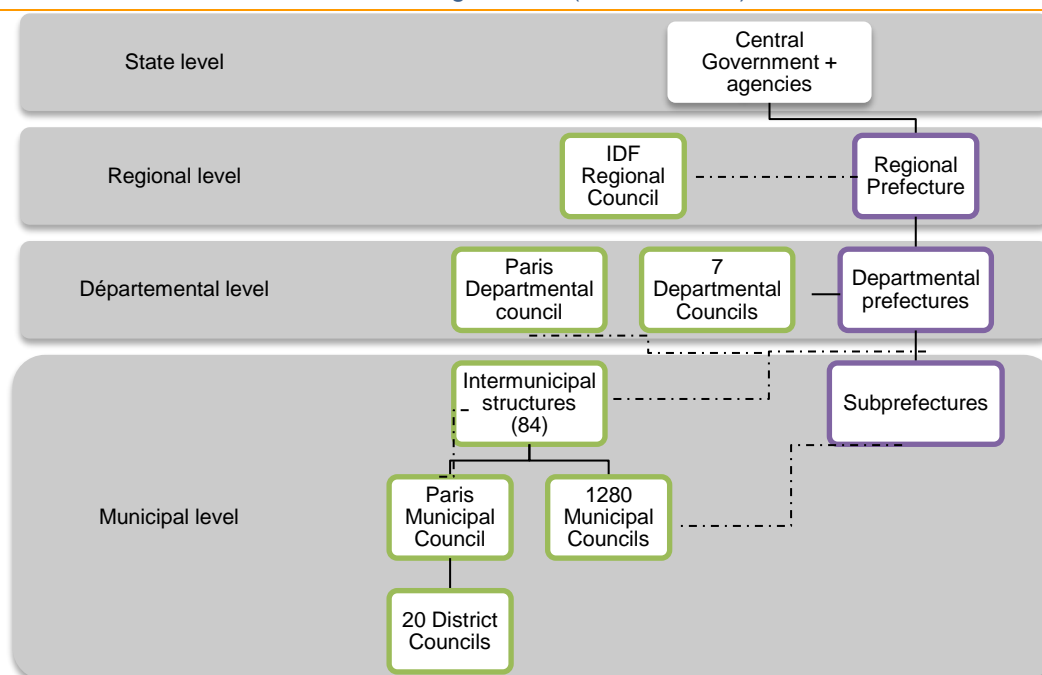 State level
Central
Government +
agencies
Regional level
IDF
Regional
Council
Regional
Prefecture
Départemental level
Paris
Departmental
council
7
Departmental
Councils
Departmental
prefectures
Intermunicipal
structures
(84)
Subprefectures
Municipal level
Paris
Municipal
Council
1280
Municipal
Councils
20 District
Councils